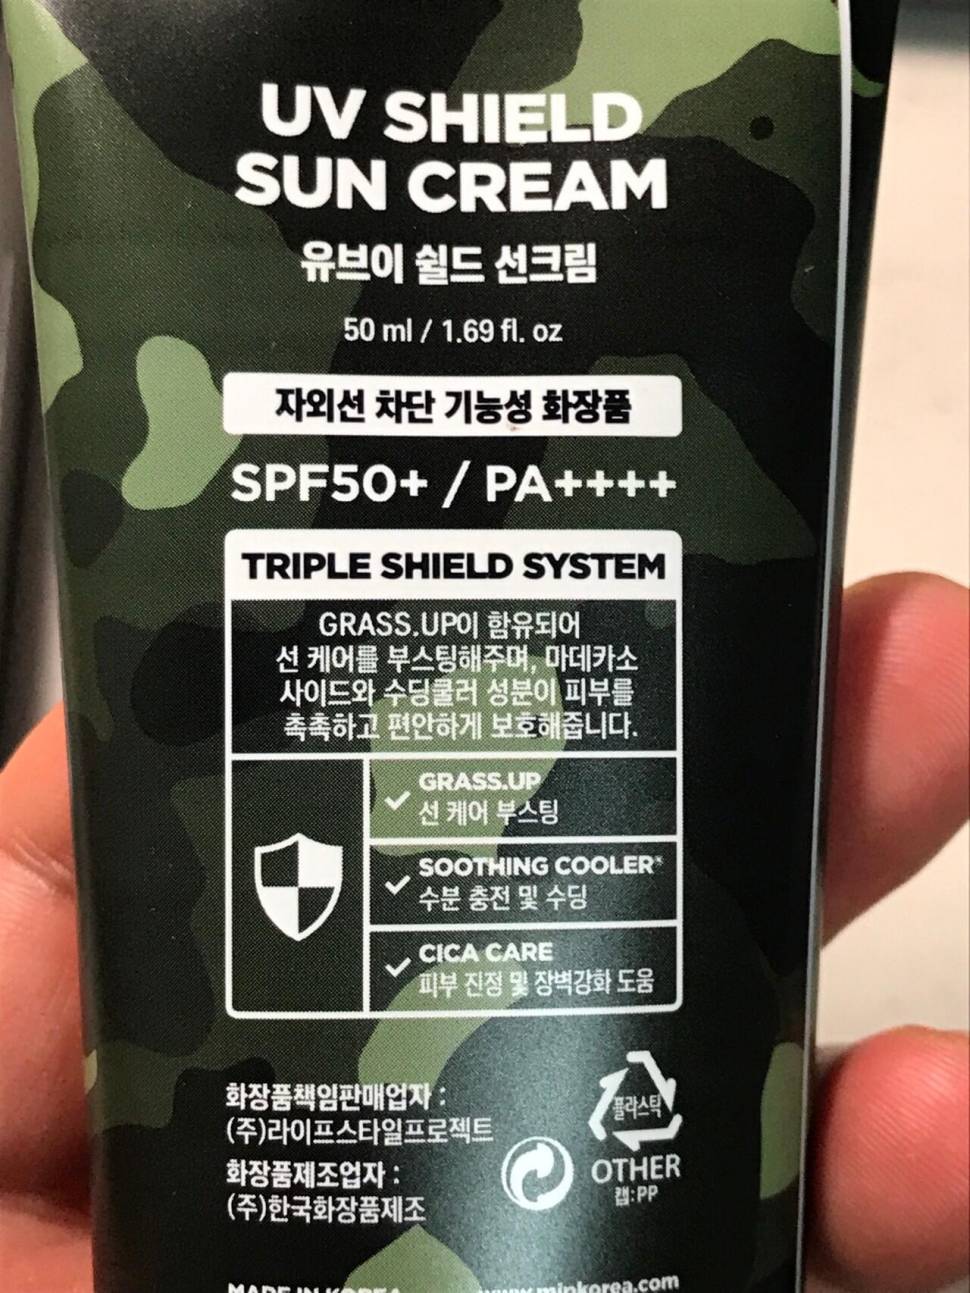 UV SHIELD
SUN CREAM
유브이 쉴드 선크림
50 ml / 1.69 fl. oz
자외선 차단 기능성 화장품
SPF50+ / PA++++
TRIPLE SHIELD SYSTEM
GRASS.UP이 함유되어
선 케어를 부스팅해주며, 마데카소
사이드와 수딩쿨러 성분이 피부를
촉촉하고 편안하게 보호해줍니다.
GRASS.UP
선 케어 부스팅
SOOTHING COOLER*
수분 충전 및 수딩
CICA CARE
피부 진정 및 장벽강화 도움
화장품책임판매업자 :
(주)라이프스타일프로젝트
화장품제조업자 :
(주)한국화장품제조
플라스틱
OTHER
캡:PP
MADE IN KOREA
www.mipkorea.com